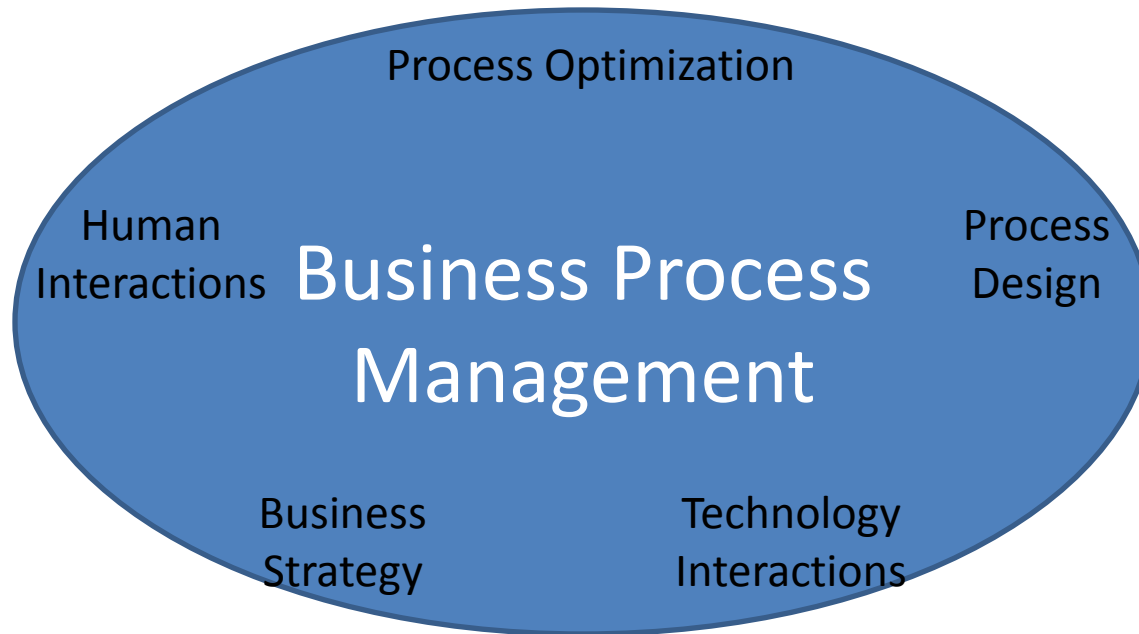 Process Optimization
Human
Interactions
Business Process
Management
Process
Design
Business
Strategy
Technology
Interactions